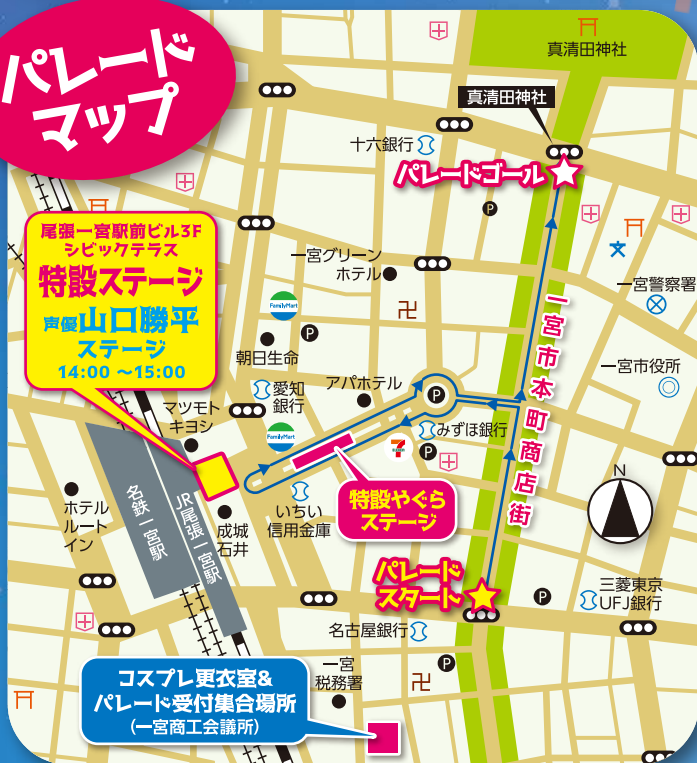 パレード
マップ
真清田神社
真清田神社
十六銀行
パレードゴール
尾張一宮駅前ビル3F
シビックテラス
特設ステージ
声優山口勝平
ステージ
14:00 ～15:00
一宮グリーン
ホテル
FamilyMart
朝日生命
P
P
一宮警察署
一宮市役所
一宮市本町商店街
愛知
銀行
アパホテル
P
マツモト
キヨシ
FamilyMart
みずほ銀行
P
特設やぐら
ステージ
いちい
信用金庫
成城
石井
ホテル
ルート
イン
名鉄一宮駅
JR尾張一宮駅
N
パレード
スタート
P
三菱東京
UFJ銀行
名古屋銀行
P
一宮
税務署
コスプレ更衣室&
パレード受付集合場所
(一宮商工会議所)